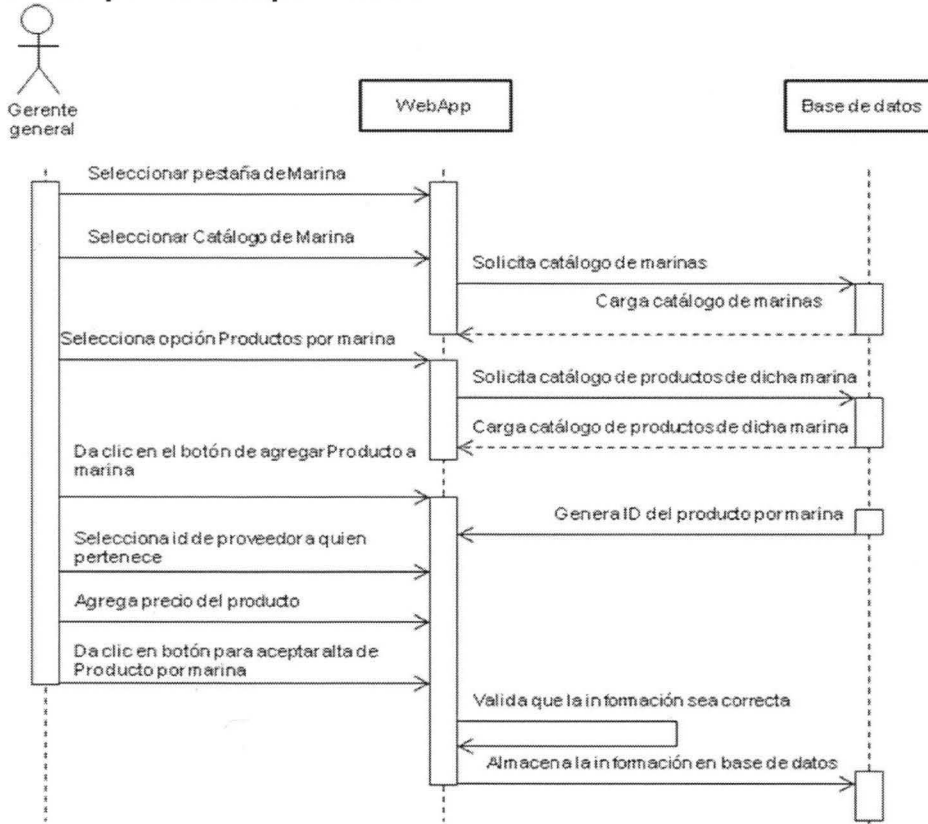 Gerente
general
WebApp
Base de datos
Seleccionar pestaña de Marina
Seleccionar Catálogo de Marina
Solicita catálogo de marinas
Carga catálogo de marinas
Selecciona opción Productos por marina
Solicita catálogo de productos de dicha marina
Carga catálogo de productos de dicha marina
Da clic en el botón de agregar Producto a
marina
Genera ID del producto por marina
Selecciona id de proveedor a quien
pertenece
Agrega precio del producto
Da clic en botón para aceptar alta de
Producto por marina
Valida que la información sea correcta
Almacena la información en base de datos